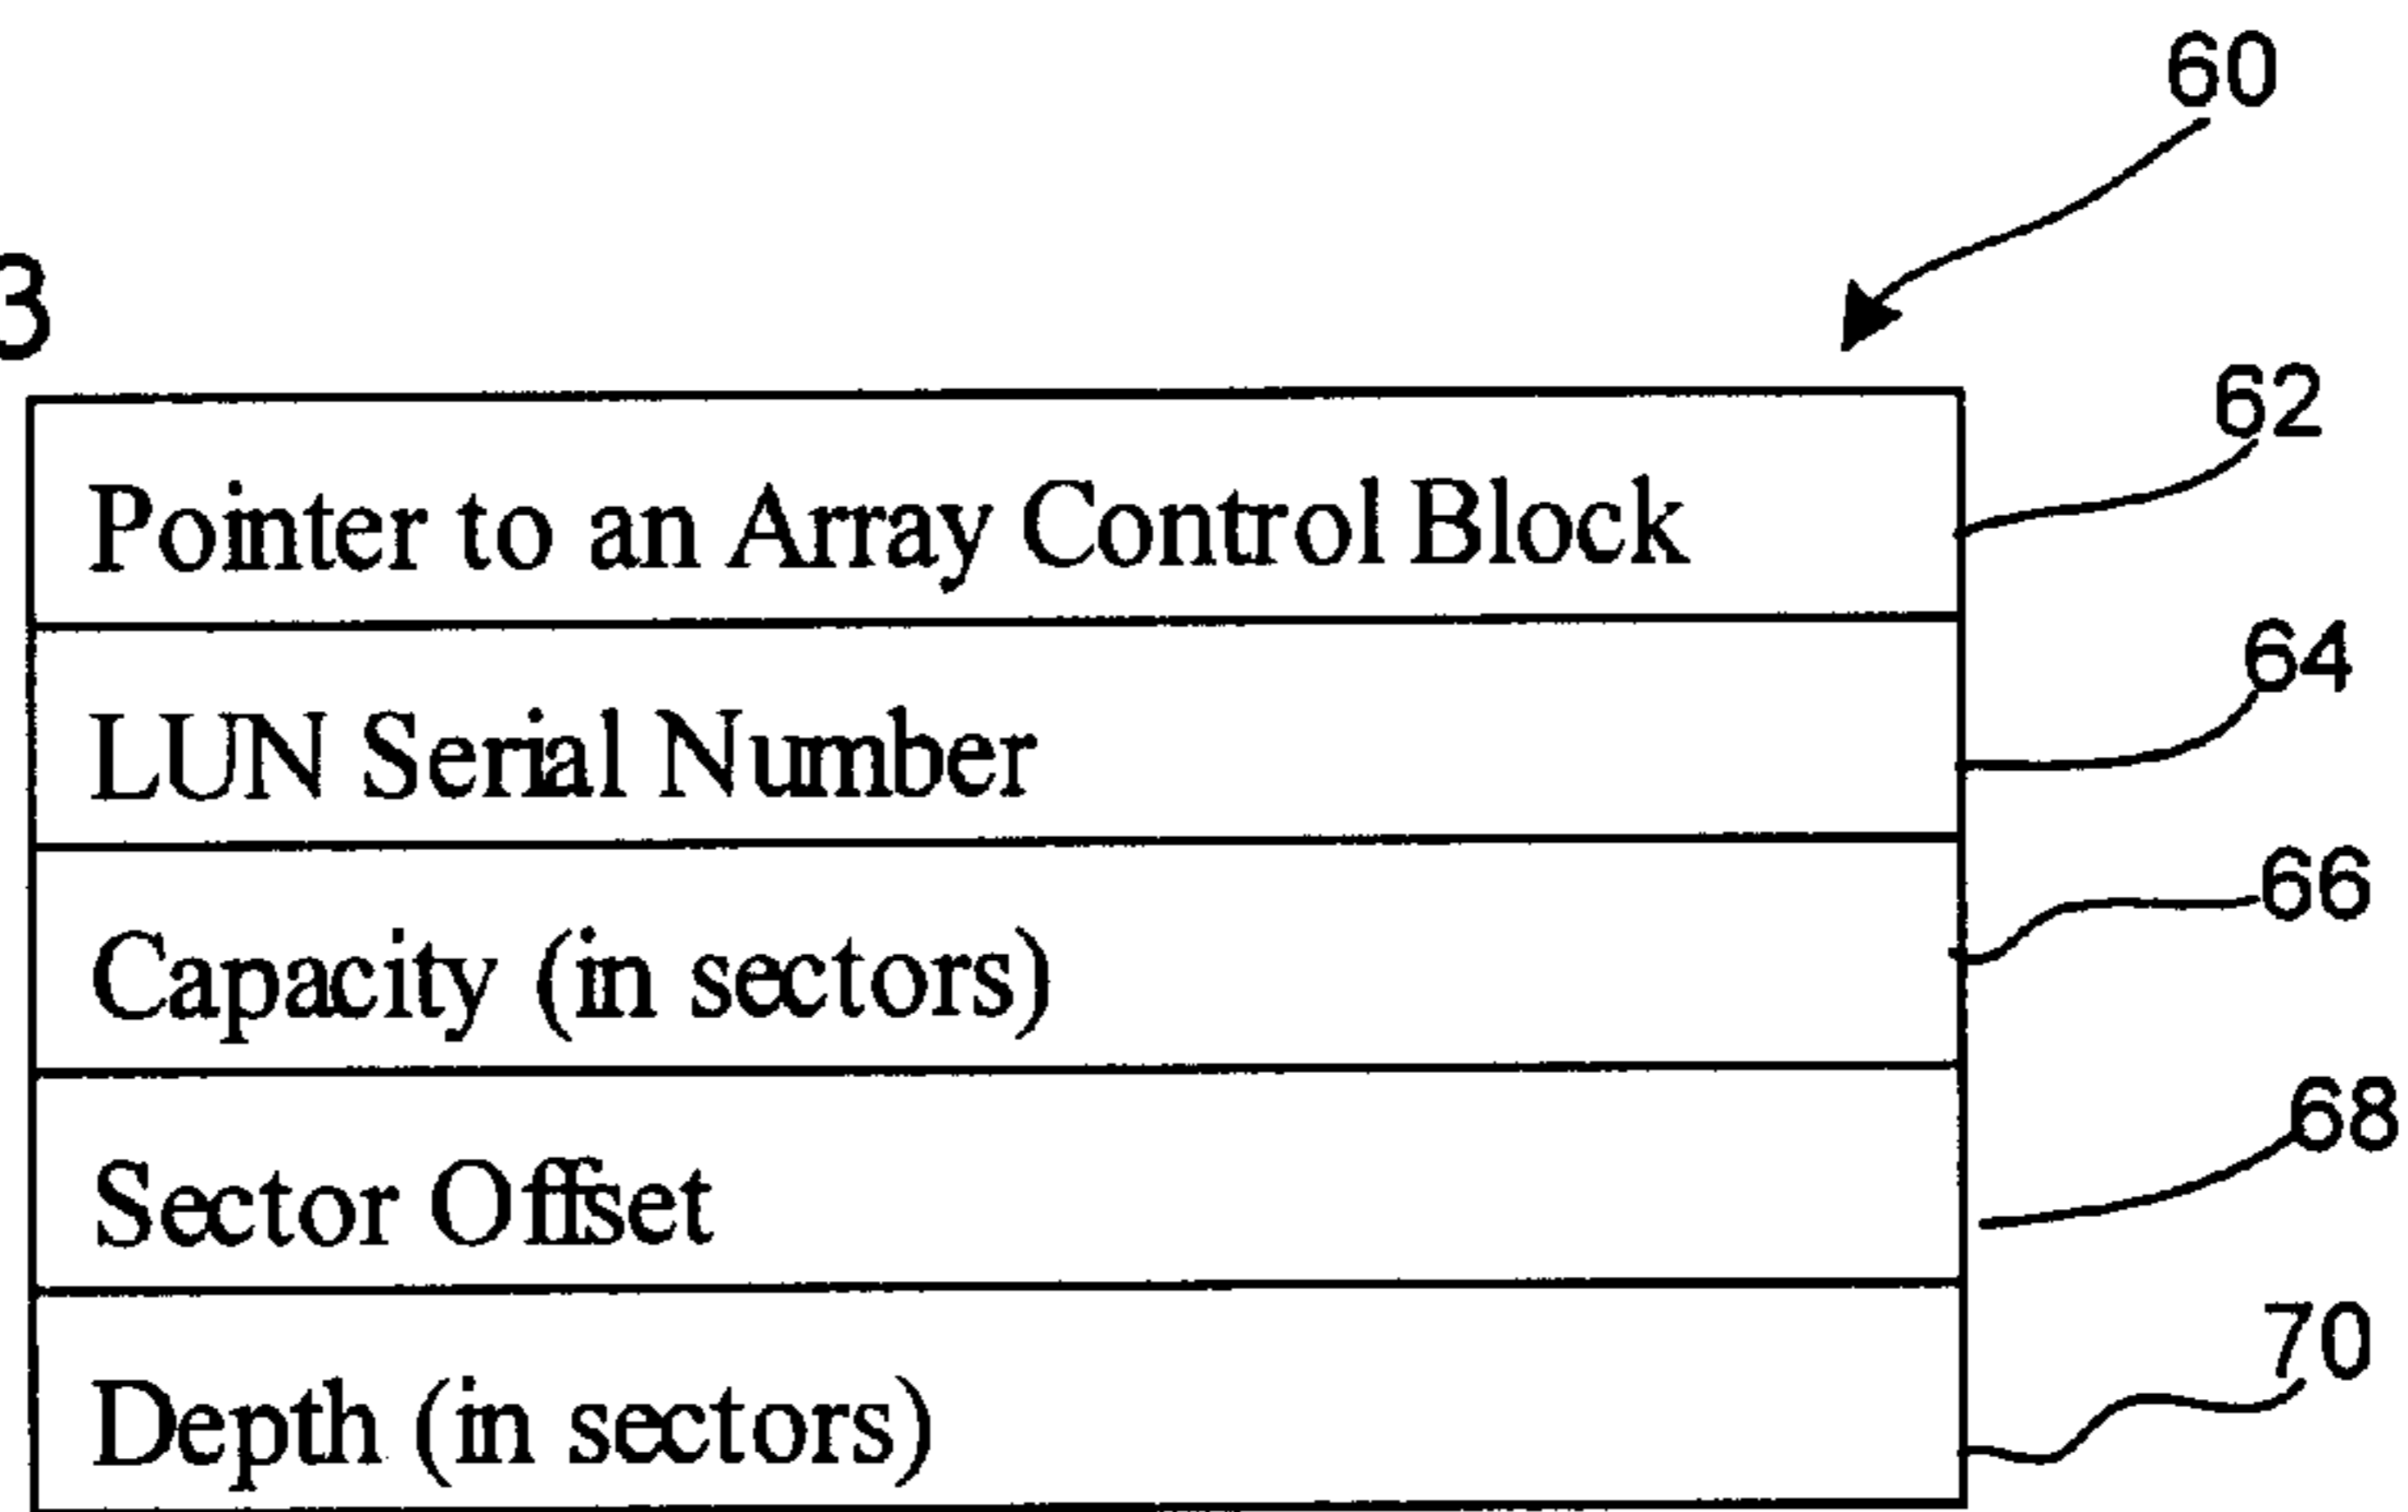 60
3
62
Pointer to an Array Control Block
64
LUN Serial Number
66
Capacity (in sectors)
68
Sector Offset
70
Depth (in sectors)